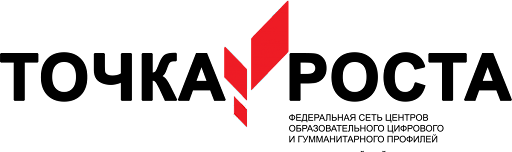 ТОЧКА РОСТА
ФЕДЕРАЛЬНАЯ СЕТЬ ЦЕНТРОВ
ОБРАЗОВАТЕЛЬНОГО ЦИФРОВОГО
И ГУММАНИТАРНОГО ПРОФИЛЕЙ